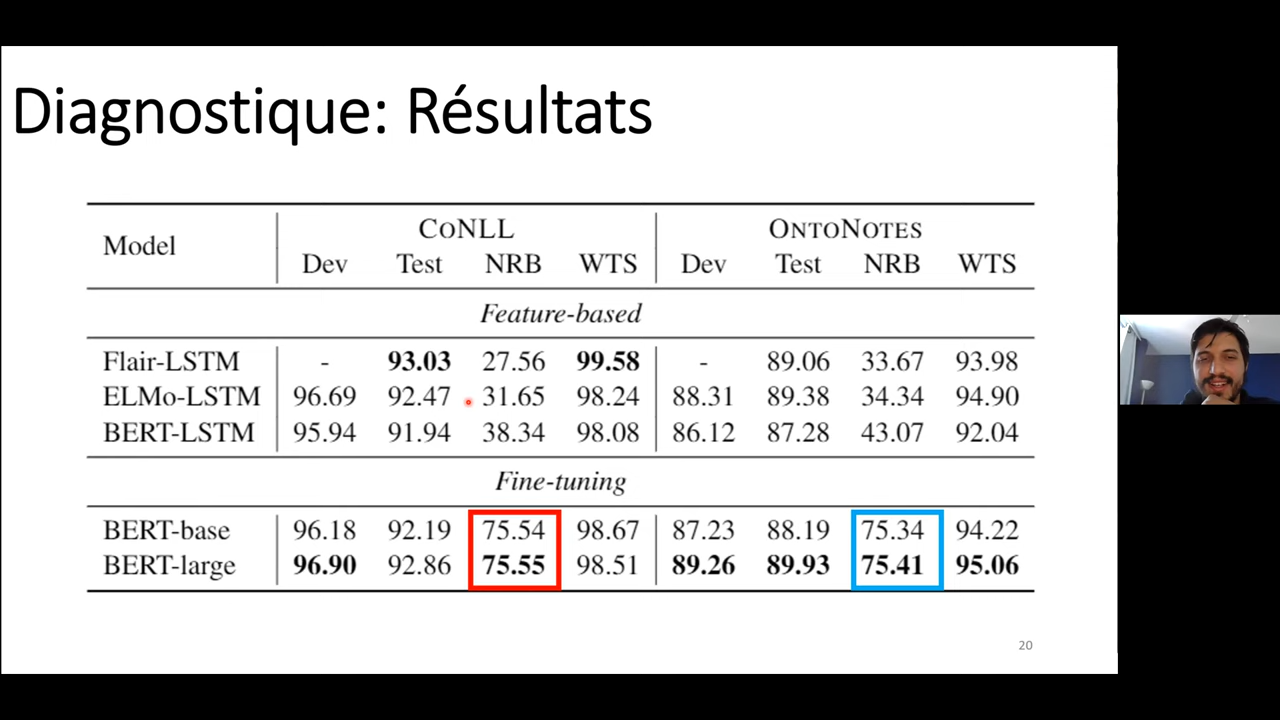 Diagnostique: Résultats
Model CONLL ONTONOTES
Dev Test NRB WTS Dev Test NRB WTS
Feature-based
Flair-LSTM - 93.03 27.56 99.58 - 89.06 33.67 93.98
ELMo-LSTM 96.69 92.47 31.65 98.24 88.31 89.38 34.34 94.90
BERT-LSTM 95.94 91.94 38.34 98.08 86.12 87.28 43.07 92.04
Fine-tuning
BERT-base 96.18 92.19 75.54 98.67 87.23 88.19 75.34 94.22
BERT-large 96.90 92.86 75.55 98.51 89.26 89.93 75.41 95.06
20